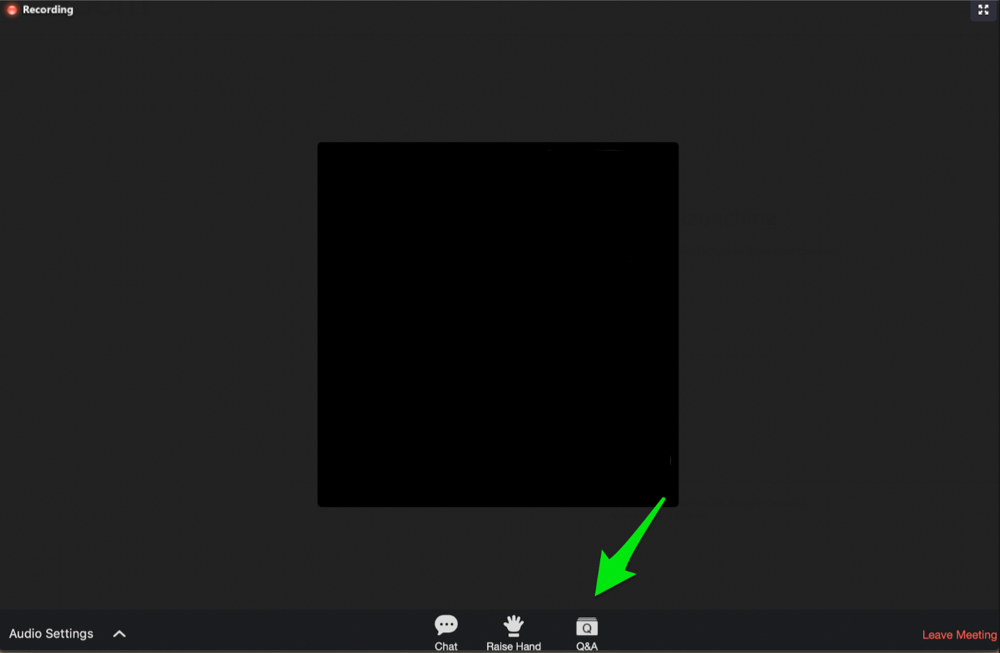 Recording
Audio Settings
Chat
Raise Hand
Q
Q&A
Leave Meeting